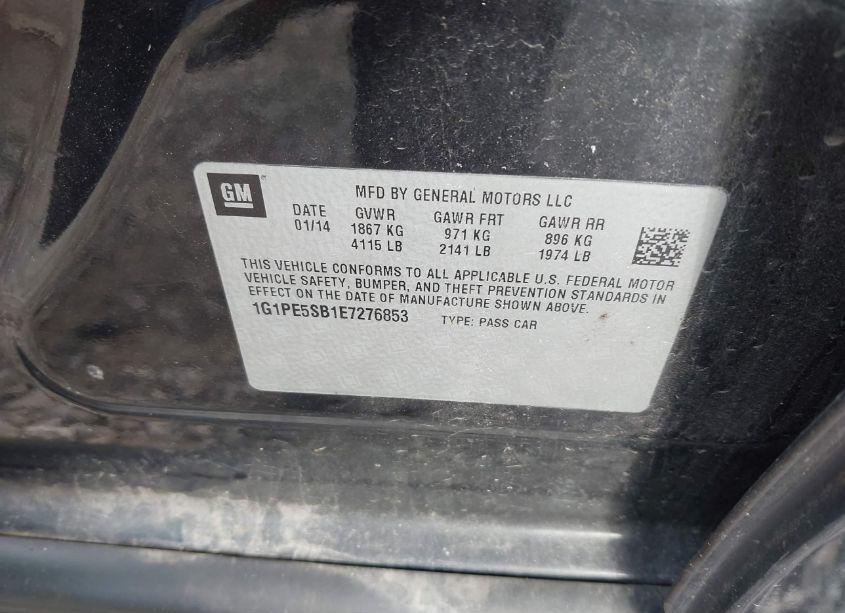 GM
MFD BY GENERAL MOTORS LLC
DATE GVWR GAWR FRT GAWR RR
01/14 1867 KG 971 KG 896 KG
4115 LB 2141 LB 1974 LB
THIS VEHICLE CONFORMS TO ALL APPLICABLE U.S. FEDERAL MOTOR
VEHICLE SAFETY, BUMPER, AND THEFT PREVENTION STANDARDS IN
EFFECT ON THE DATE OF MANUFACTURE SHOWN ABOVE.
1G1PE5SB1E7276853 TYPE: PASS CAR